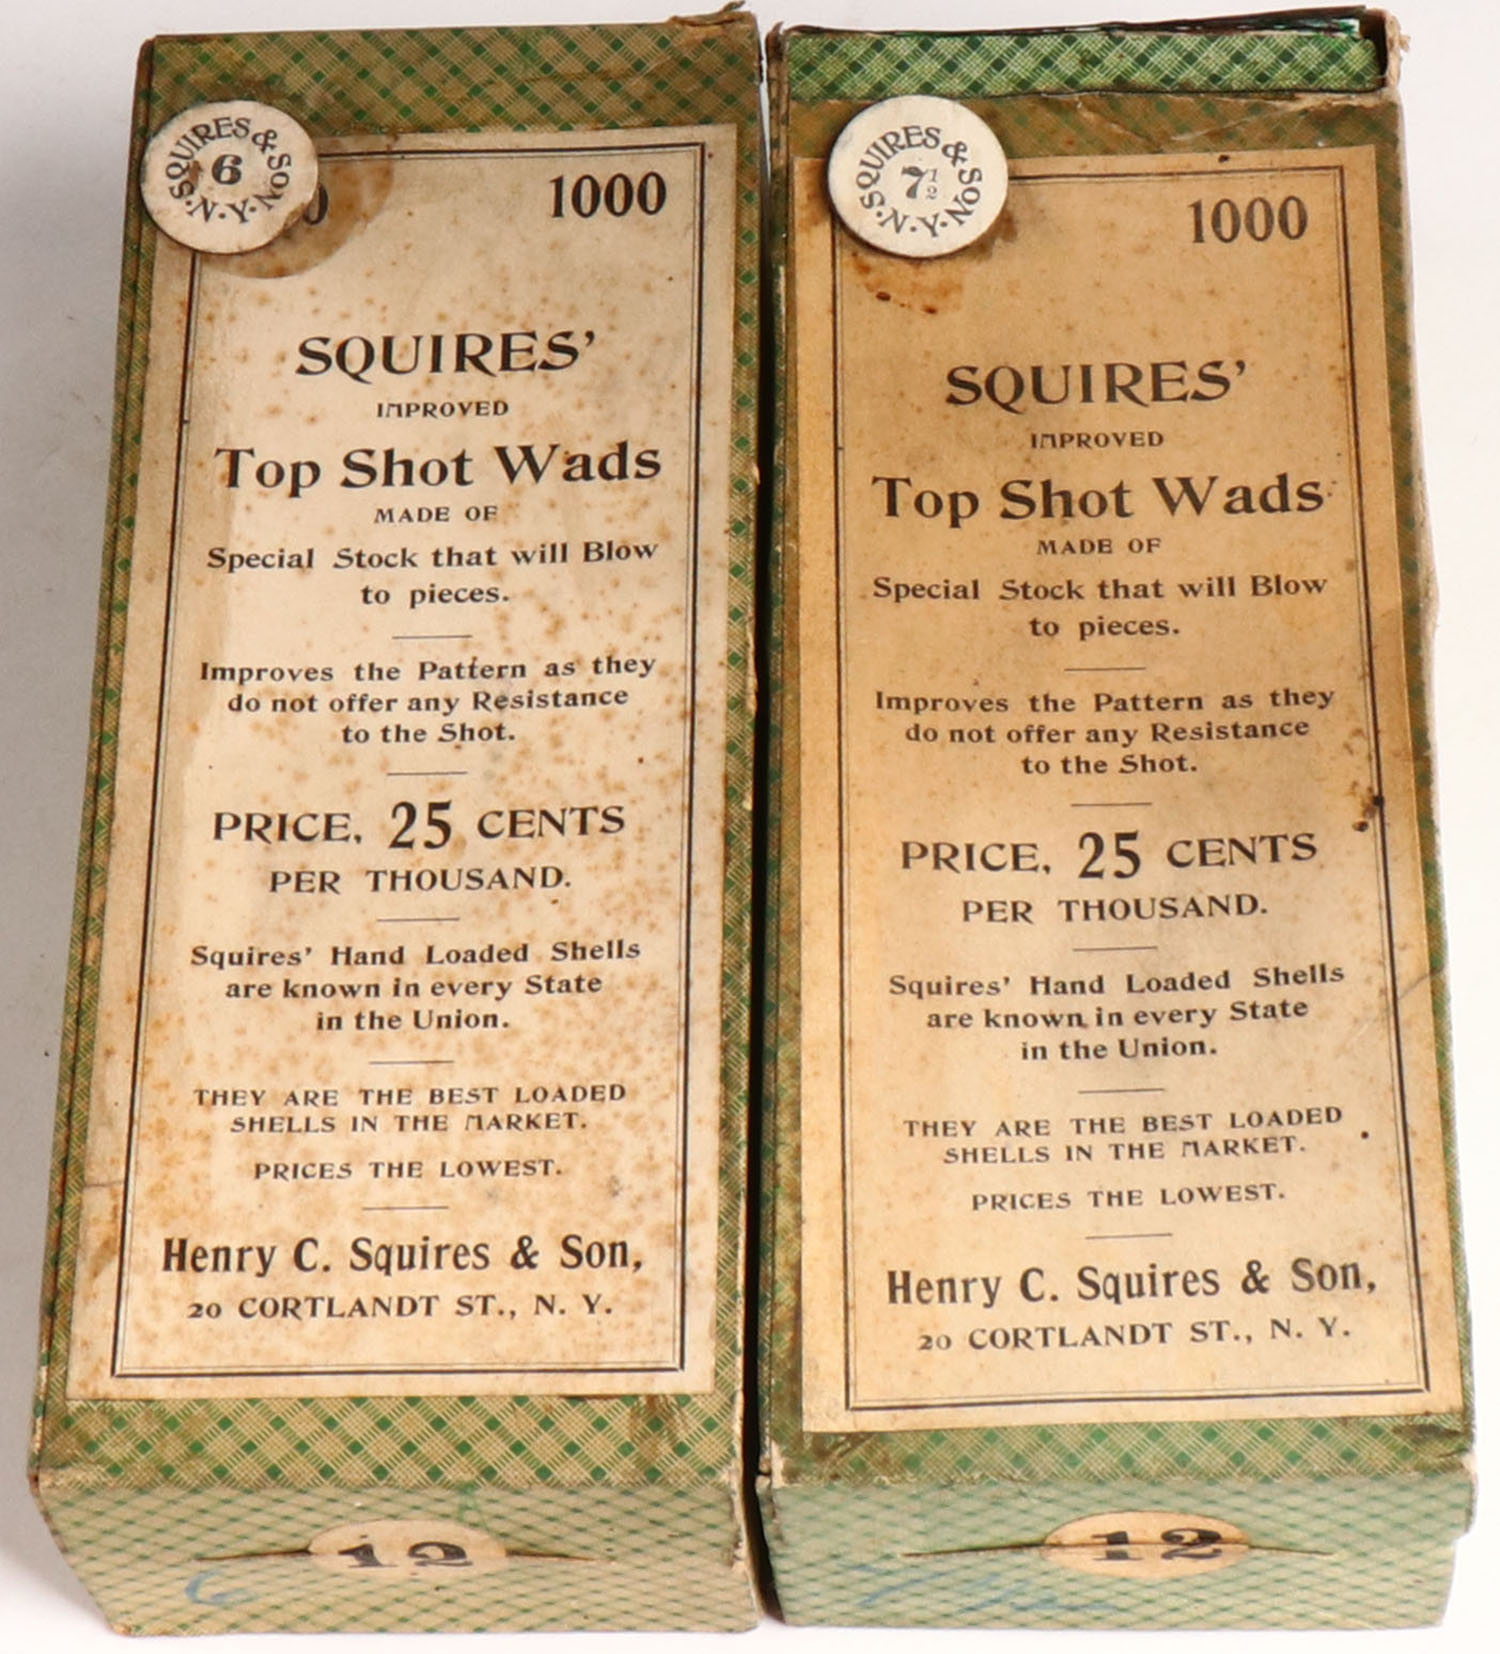 SQUIRES & SON
6
·N.Y.·
1000
SQUIRES'
IMPROVED
Top Shot Wads
MADE OF
Special Stock that will Blow
to pieces.
Improves the Pattern as they
do not offer any Resistance
to the Shot.
PRICE, 25 CENTS
PER THOUSAND.
Squires' Hand Loaded Shells
are known in every State
in the Union.
THEY ARE THE BEST LOADED
SHELLS IN THE MARKET.
PRICES THE LOWEST.
Henry C. Squires & Son,
20 CORTLANDT ST., N. Y.
12
6
SQUIRES & SON
7 1/2
·N.Y.·
1000
SQUIRES'
IMPROVED
Top Shot Wads
MADE OF
Special Stock that will Blow
to pieces.
Improves the Pattern as they
do not offer any Resistance
to the Shot.
PRICE, 25 CENTS
PER THOUSAND.
Squires' Hand Loaded Shells
are known in every State
in the Union.
THEY ARE THE BEST LOADED
SHELLS IN THE MARKET.
PRICES THE LOWEST.
Henry C. Squires & Son,
20 CORTLANDT ST., N. Y.
12